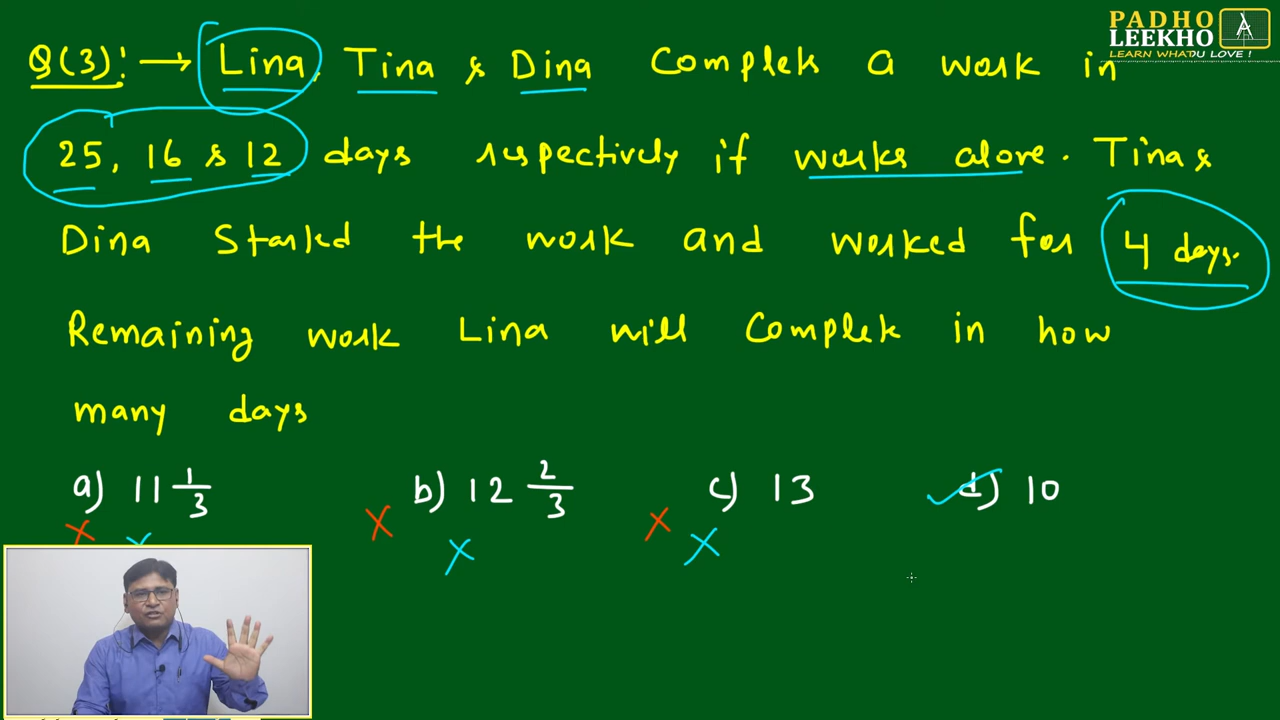 PADHO
LEEKHO
LEARN WHAT U LOVE !
Q(3)! → Lina, Tina & Dina Complete a work in
25, 16 & 12 days respectively if works alone. Tina &
Dina Started the work and worked for 4 days.
Remaining work Lina will Complete in how
many days
a) 11 1/3 b) 12 2/3 c) 13 d) 10